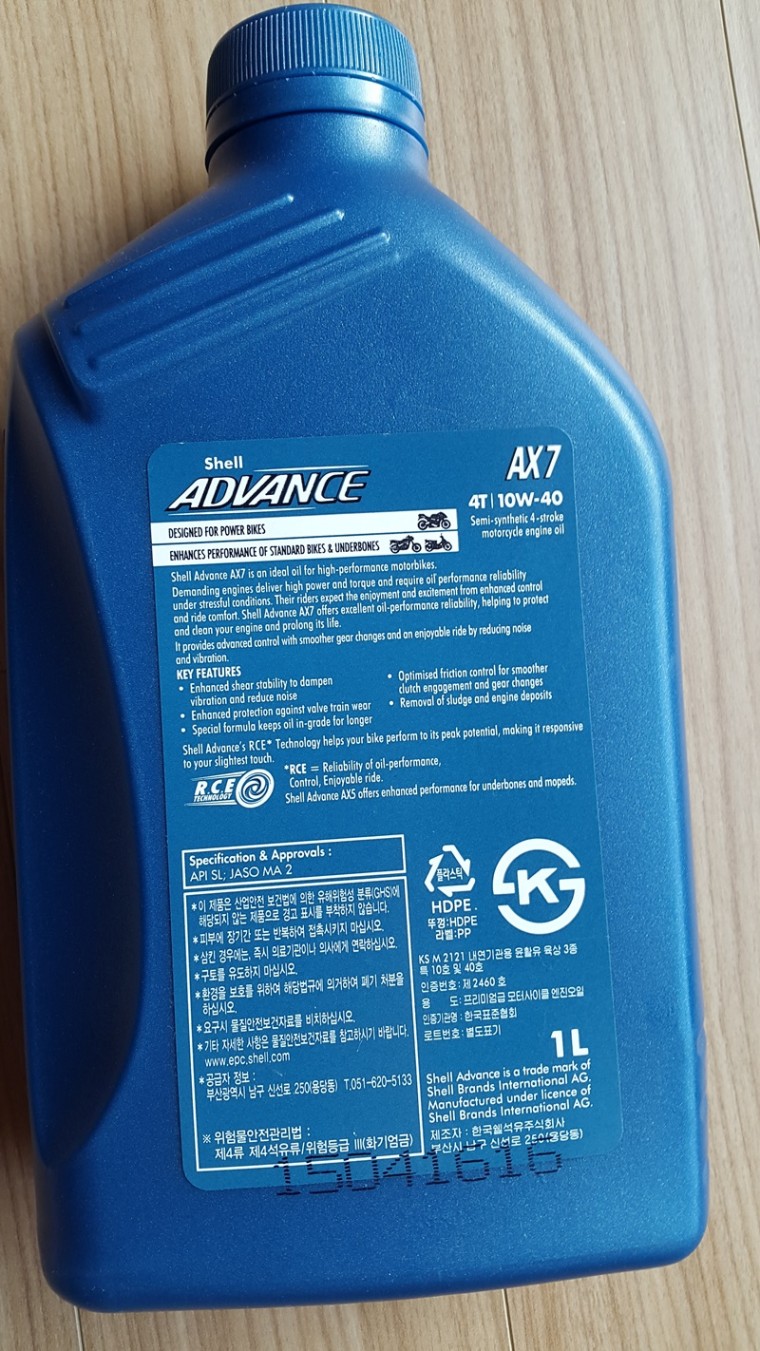 Shell
ADVANCE
AX7
4T | 10W-40
Semi-synthetic 4-stroke
motorcycle engine oil
DESIGNED FOR POWER BIKES
ENHANCES PERFORMANCE OF STANDARD BIKES & UNDERBONES
Shell Advance AX7 is an ideal oil for high-performance motorbikes.
Demanding engines deliver high power and torque and require oil performance reliability
under stressful conditions. Their riders expect the enjoyment and excitement from enhanced control
and ride comfort. Shell Advance AX7 offers excellent oil-performance reliability, helping to protect
and clean your engine and prolong its life.
It provides advanced control with smoother gear changes and an enjoyable ride by reducing noise
and vibration.
KEY FEATURES
• Enhanced shear stability to dampen
vibration and reduce noise
• Enhanced protection against valve train wear
• Special formula keeps oil in-grade for longer
• Optimised friction control for smoother
clutch engagement and gear changes
• Removal of sludge and engine deposits
Shell Advance's RCE* Technology helps your bike perform to its peak potential, making it responsive
to your slightest touch.
R.C.E
TECHNOLOGY
*RCE = Reliability of oil-performance,
Control, Enjoyable ride.
Shell Advance AX5 offers enhanced performance for underbones and mopeds.
Specification & Approvals :
API SL; JASO MA 2
*이 제품은 산업안전 보건법에 의한 유해위험성 분류(GHS)에
해당되지 않는 제품으로 경고 표시를 부착하지 않습니다.
*피부에 장기간 또는 반복하여 접촉시키지 마십시오.
*삼킨 경우에는, 즉시 의료기관이나 의사에게 연락하십시오.
*구토를 유도하지 마십시오.
*환경을 보호를 위하여 해당법규에 의거하여 폐기 처분을
하십시오.
*요구시 물질안전보건자료를 비치하십시오.
*기타 자세한 사항은 물질안전보건자료를 참고하시기 바랍니다.
www.epc.shell.com
*공급자 정보 :
부산광역시 남구 신선로 250(용당동) T.051-620-5133
※ 위험물안전관리법 :
제4류 제4석유류/위험등급 III(화기엄금)
플라스틱
HDPE
뚜껑:HDPE
라벨:PP
K
KS M 2121 내연기관용 윤활유 육상 3종
특 10호 및 40호
인증번호 : 제 2460 호
용 도 : 프리미엄급 모터사이클 엔진오일
인증기관명 : 한국표준협회
로트번호 : 별도표기
1L
Shell Advance is a trade mark of
Shell Brands International AG.
Manufactured under licence of
Shell Brands International AG.
제조자 : 한국쉘석유주식회사
부산시 남구 신선로 250(용당동)
15041616